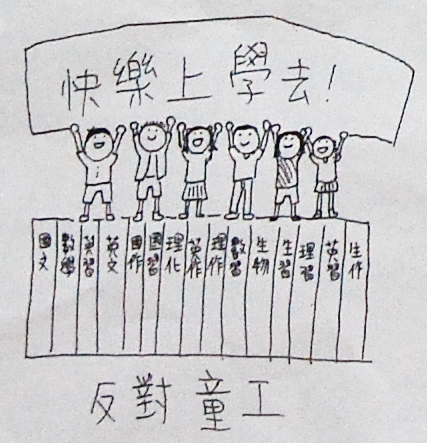 快樂上學去!
國文 數學 英習 英文 國作 國習 理化 英作 理作 數習 生物 生習 理習 英習 生作
反對童工